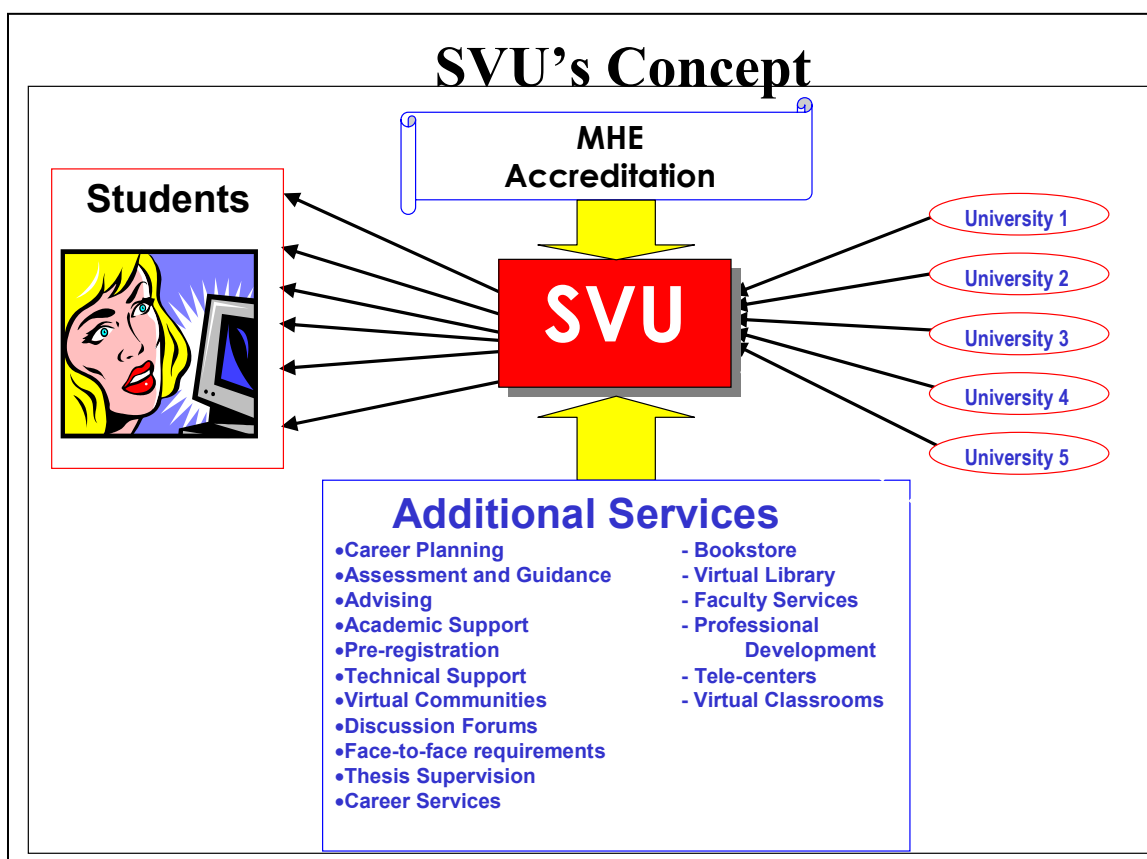 SVU’s Concept
MHE
Accreditation
Students
SVU
University 1
University 2
University 3
University 4
University 5
Additional Services
•Career Planning
•Assessment and Guidance
•Advising
•Academic Support
•Pre-registration
•Technical Support
•Virtual Communities
•Discussion Forums
•Face-to-face requirements
•Thesis Supervision
•Career Services
- Bookstore
- Virtual Library
- Faculty Services
- Professional
Development
- Tele-centers
- Virtual Classrooms